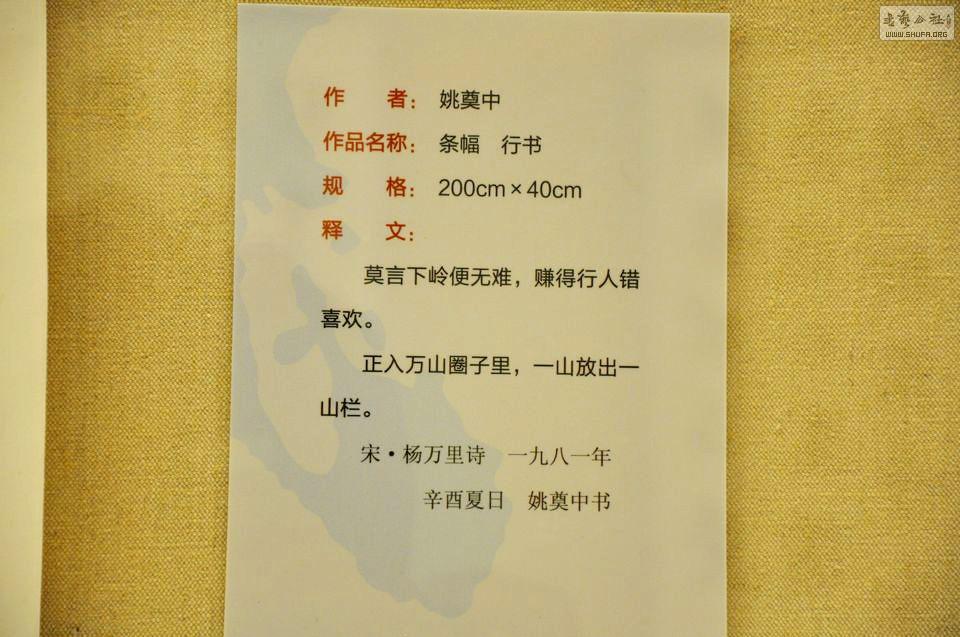 作 者：姚奠中
作品名称：条幅 行书
规 格：200cm×40cm
释 文：
莫言下岭便无难，赚得行人错
喜欢。
正入万山圈子里，一山放出一
山栏。
宋·杨万里诗 一九八一年
辛酉夏日 姚奠中书
书艺公社
WWW.SHUFA.ORG